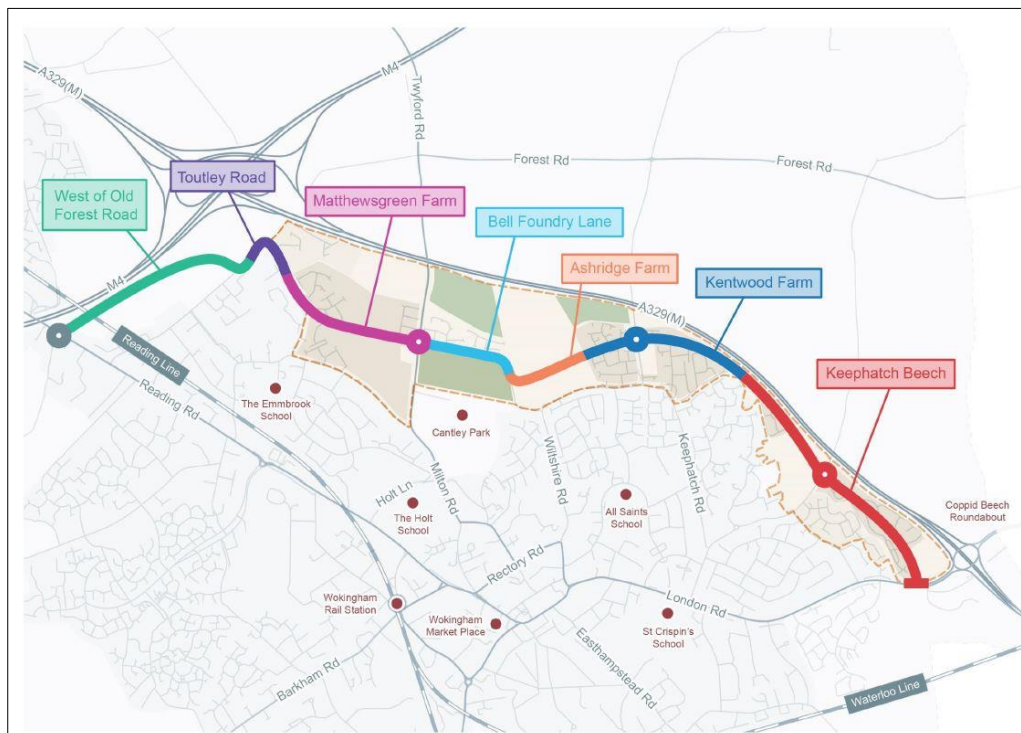 A329(M)
M4
Twyford Rd
Forest Rd
Forest Rd
Toutley Road
West of Old
Forest Road
Matthewsgreen Farm
Bell Foundry Lane
Ashridge Farm
Kentwood Farm
M4
A329(M)
Keephatch Beech
Reading Line
Reading Rd
The Emmbrook
School
Cantley Park
Milton Rd
Wiltshire Rd
Keephatch Rd
Holt Ln
The Holt
School
All Saints
School
Coppid Beech
Roundabout
Rectory Rd
Wokingham
Rail Station
Wokingham
Market Place
London Rd
St Crispin's
School
Easthampstead Rd
Barkham Rd
Waterloo Line